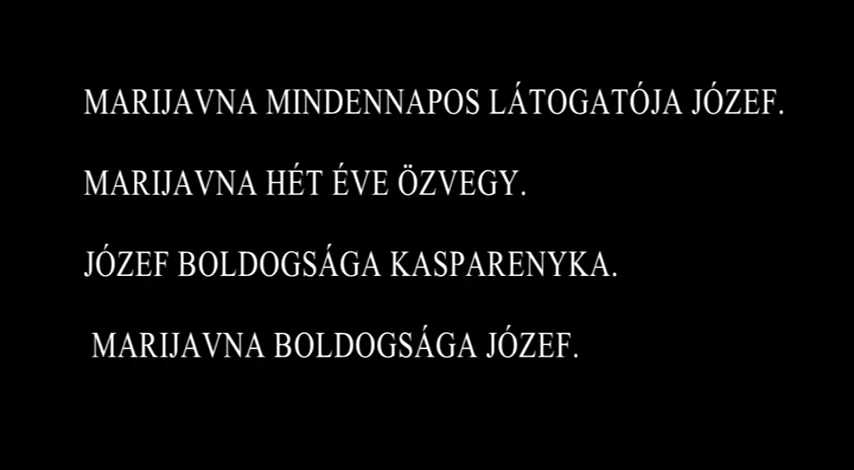 MARIJAVNA MINDENNAPOS LÁTOGATÓJA JÓZEF.
MARIJAVNA HÉT ÉVE ÖZVEGY.
JÓZEF BOLDOGSÁGA KASPARENYKA.
MARIJAVNA BOLDOGSÁGA JÓZEF.